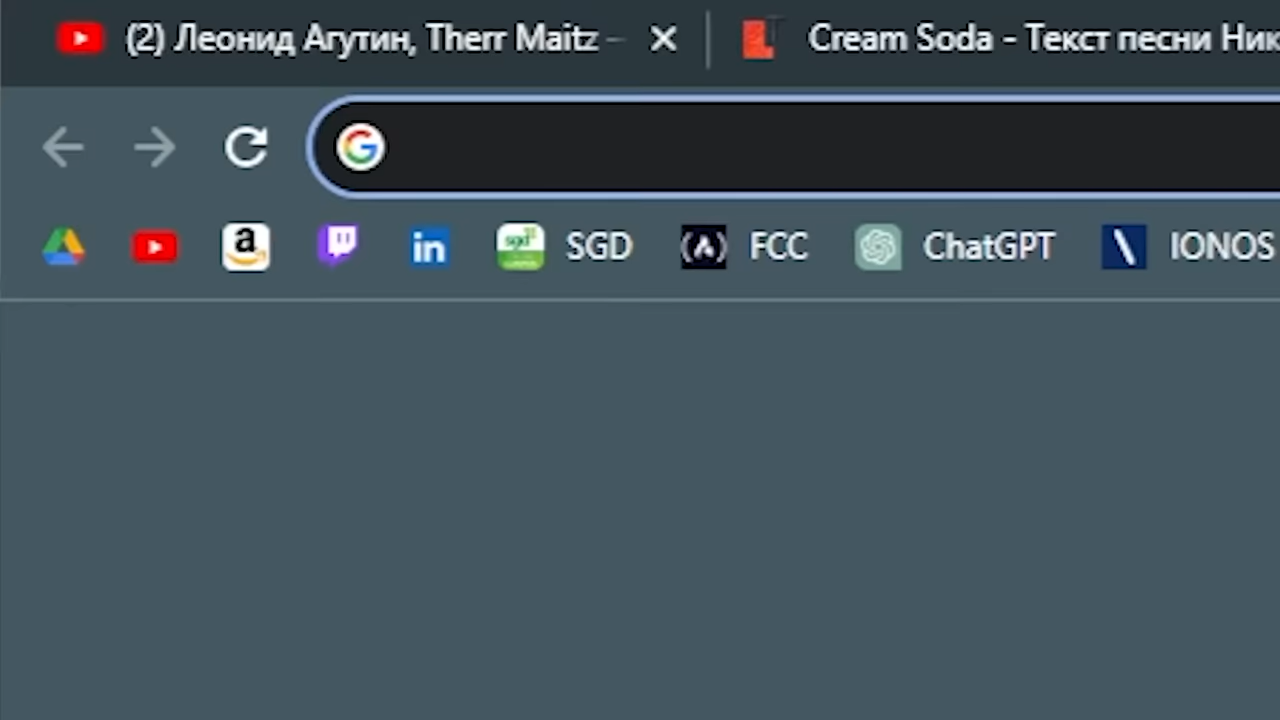 (2) Леонид Агутин, Therr Maitz –
Cream Soda - Текст песни Ник
SGD FCC ChatGPT IONOS